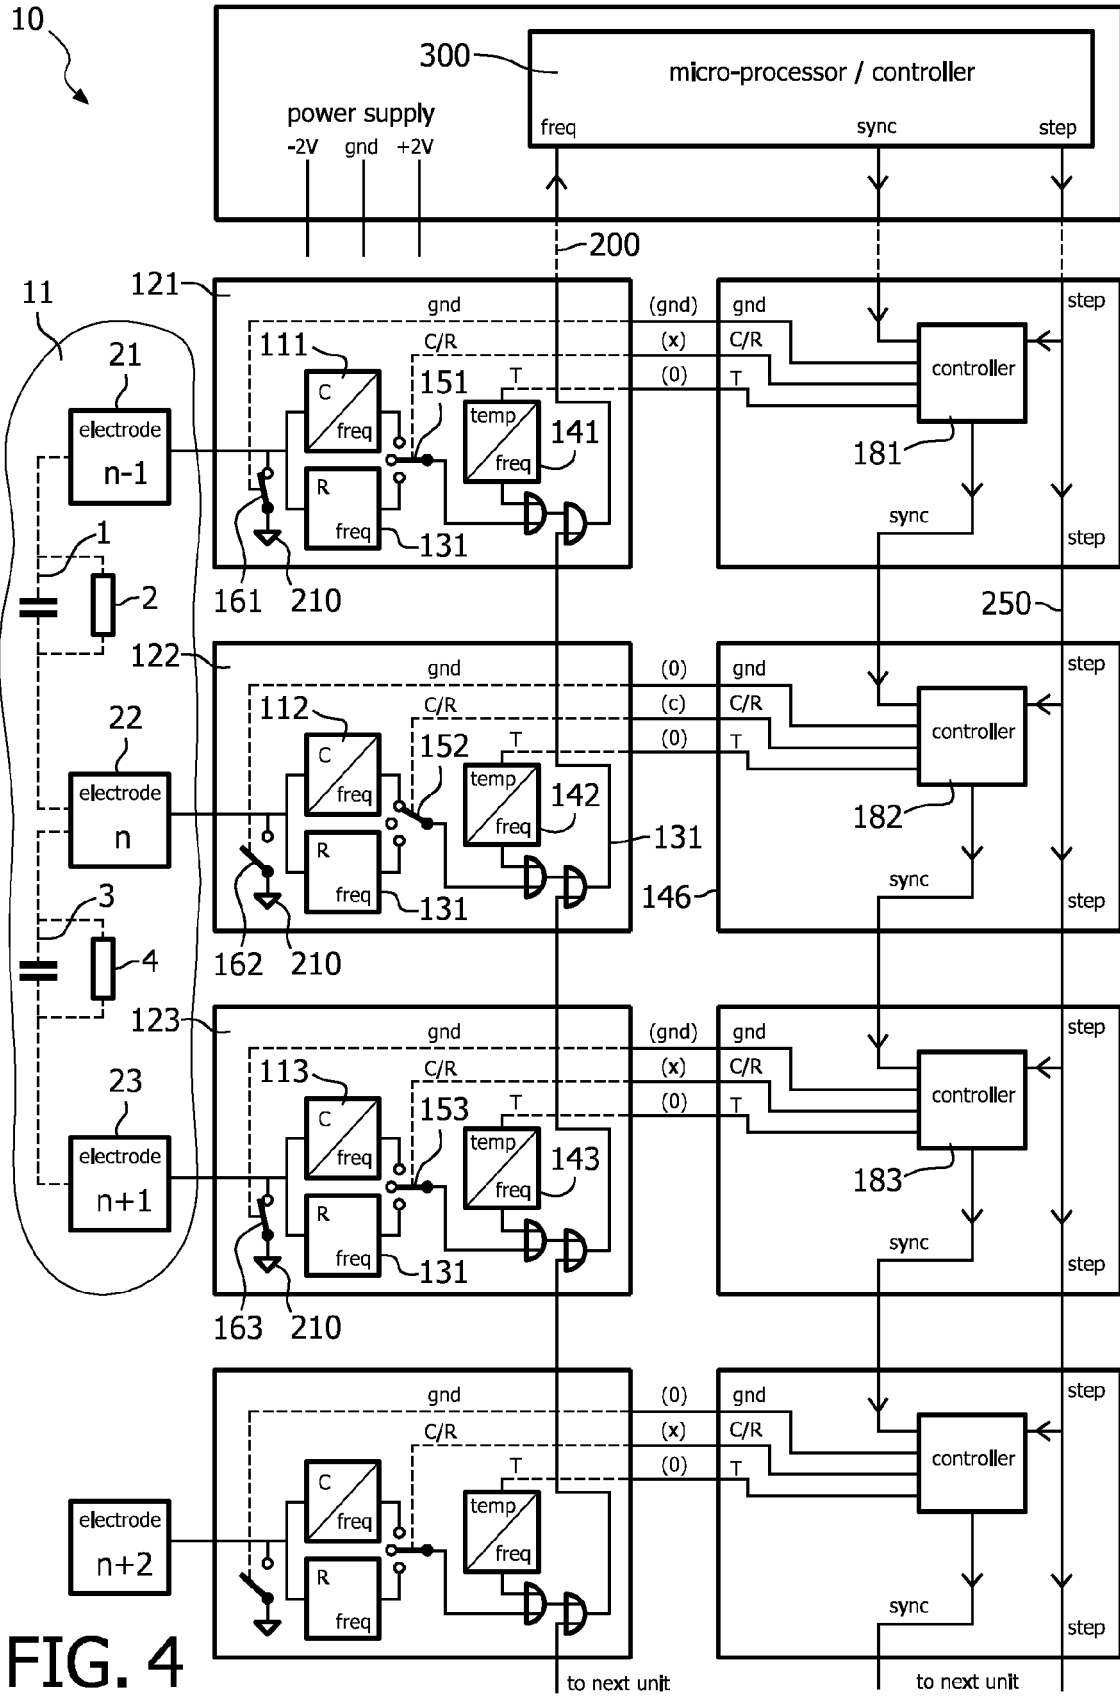 10
300
micro-processor / controller
freq
sync
step
power supply
-2V gnd +2V
200
11
121
gnd
(gnd)
gnd
step
C/R
(x)
C/R
T
(0)
T
21
electrode
n-1
111
C
freq
151
temp
freq
141
controller
181
R
freq
131
161
210
sync
step
1
2
250
122
gnd
(0)
gnd
step
C/R
(c)
C/R
T
(0)
T
22
electrode
n
112
C
freq
152
temp
freq
142
controller
182
R
freq
131
131
146
162
210
sync
step
3
4
123
gnd
(gnd)
gnd
step
C/R
(x)
C/R
T
(0)
T
23
electrode
n+1
113
C
freq
153
temp
freq
143
controller
183
R
freq
131
163
210
sync
step
gnd
(0)
gnd
step
C/R
(x)
C/R
T
(0)
T
electrode
n+2
C
freq
temp
freq
controller
R
freq
sync
step
FIG. 4
to next unit
to next unit